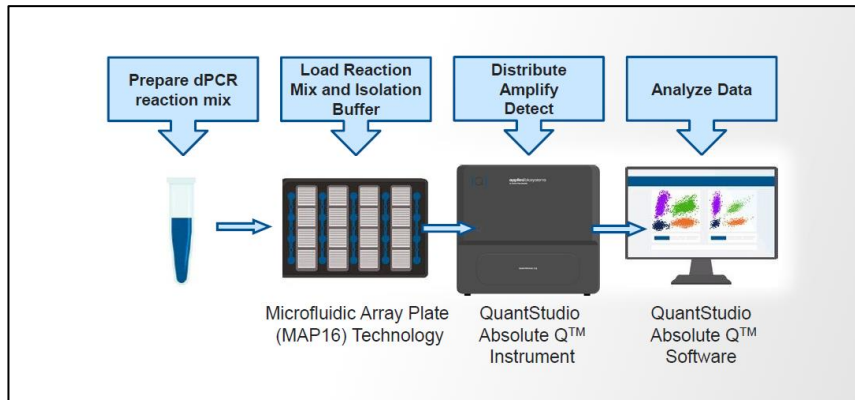 Prepare dPCR
reaction mix
Load Reaction
Mix and Isolation
Buffer
Distribute
Amplify
Detect
Analyze Data
appliedbiosystems
Microfluidic Array Plate
(MAP16) Technology
QuantStudio
Absolute Q™
Instrument
QuantStudio
Absolute Q™
Software